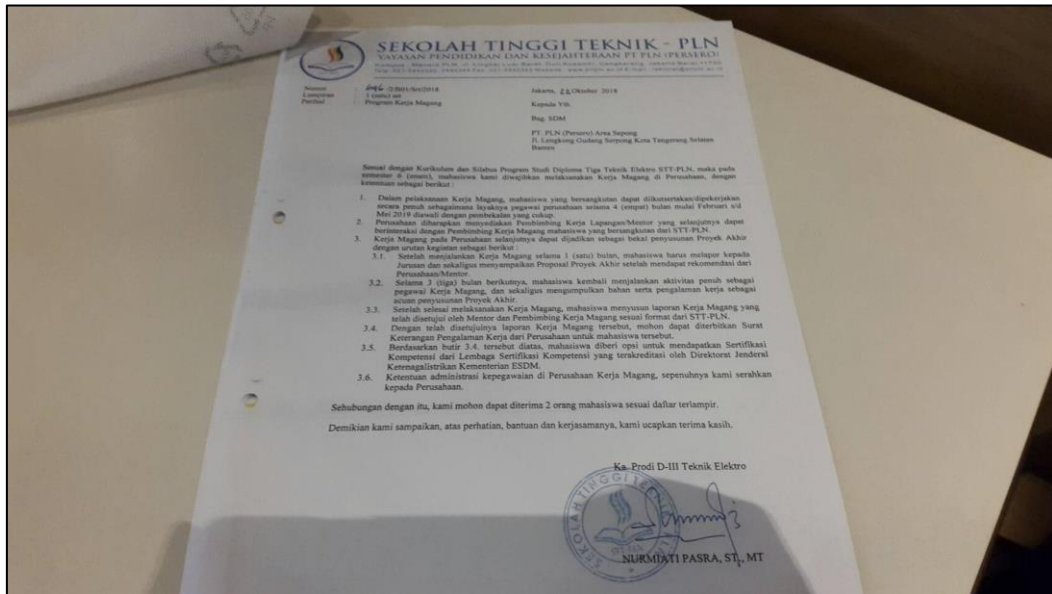 SEKOLAH TINGGI TEKNIK - PLN
YAYASAN PENDIDIKAN DAN KESEJAHTERAAN PT PLN (PERSERO)
Nomor : /2/B01/Srt/2018
Lampiran : 1 (satu) set
Perihal : Program Kerja Magang
Jakarta, Oktober 2018
Kepada Yth.
Bag. SDM
PT. PLN (Persero) Area
Jl. Lengkong Gudang Serpong Kota Tangerang Selatan
Banten
Sesuai dengan Kurikulum dan Silabus Program Studi Diploma Tiga Teknik Elektro STT-PLN, maka pada
semester 6 (enam), mahasiswa kami diwajibkan melaksanakan Kerja Magang di Perusahaan, dengan
ketentuan sebagai berikut :
1. Dalam pelaksanaan Kerja Magang, mahasiswa yang bersangkutan dapat diikutsertakan/dipekerjakan
secara penuh sebagaimana layaknya pegawai perusahaan selama 4 (empat) bulan mulai Februari s/d
Mei 2019 diawali dengan pembekalan yang cukup.
2. Perusahaan diharapkan menyediakan Pembimbing Kerja Lapangan/Mentor yang selanjutnya dapat
berinteraksi dengan Pembimbing Kerja Magang mahasiswa yang bersangkutan dari STT-PLN.
3. Kerja Magang pada Perusahaan selanjutnya dapat dijadikan sebagai bekal penyusunan Proyek Akhir
dengan urutan kegiatan sebagai berikut :
3.1. Setelah menjalankan Kerja Magang selama 1 (satu) bulan, mahasiswa harus melapor kepada
Jurusan dan sekaligus menyampaikan Proposal Proyek Akhir setelah mendapat rekomendasi dari
Perusahaan/Mentor.
3.2. Selama 3 (tiga) bulan berikutnya, mahasiswa kembali menjalankan aktivitas penuh sebagai
pegawai Kerja Magang, dan sekaligus mengumpulkan bahan serta pengalaman kerja sebagai
acuan penyusunan Proyek Akhir.
3.3. Setelah selesai melaksanakan Kerja Magang, mahasiswa menyusun laporan Kerja Magang yang
telah disetujui oleh Mentor dan Pembimbing Kerja Magang sesuai format dari STT-PLN.
3.4. Dengan telah disetujuinya laporan Kerja Magang tersebut, mohon dapat diterbitkan Surat
Keterangan Pengalaman Kerja dari Perusahaan untuk mahasiswa tersebut.
3.5. Berdasarkan butir 3.4. tersebut diatas, mahasiswa diberi opsi untuk mendapatkan Sertifikasi
Kompetensi dari Lembaga Sertifikasi Kompetensi yang terakreditasi oleh Direktorat Jenderal
Ketenagalistrikan Kementerian ESDM.
3.6. Ketentuan administrasi kepegawaian di Perusahaan Kerja Magang, sepenuhnya kami serahkan
kepada Perusahaan.
Sehubungan dengan itu, kami mohon dapat diterima 2 orang mahasiswa sesuai daftar terlampir.
Demikian kami sampaikan, atas perhatian, bantuan dan kerjasamanya, kami ucapkan terima kasih.
Ka. Prodi D-III Teknik Elektro
SEKOLAH TINGGI TEKNIK
NURMIATI PASRA, ST., MT